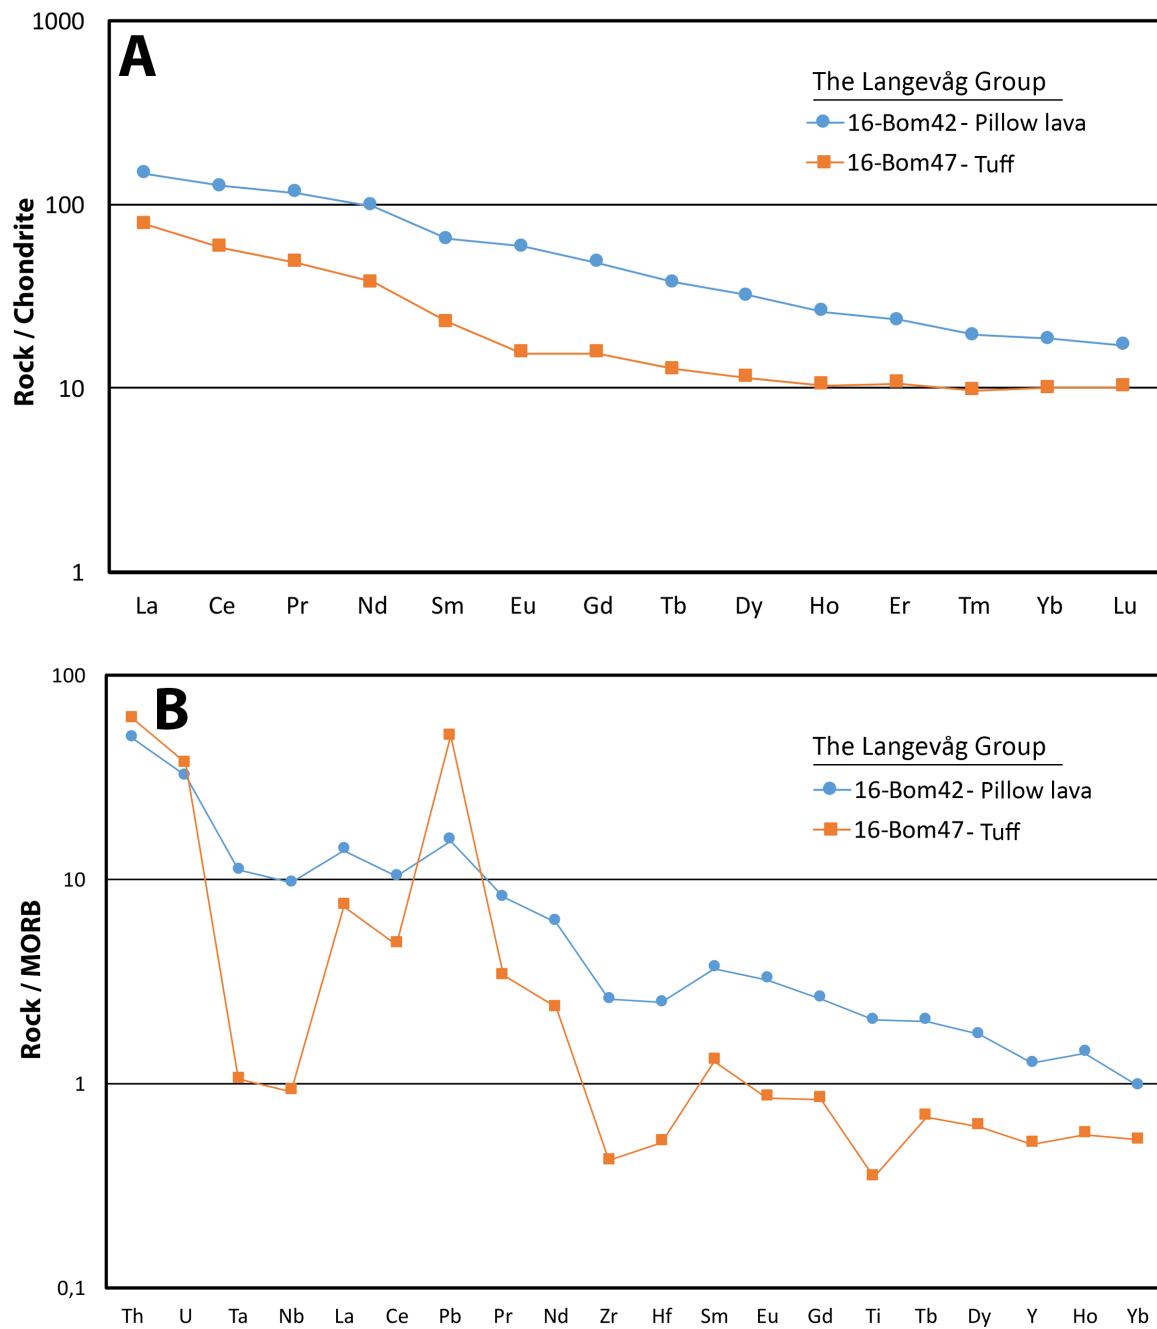 1000
A
The Langevåg Group
16-Bom42 - Pillow lava
16-Bom47 - Tuff
100
Rock / Chondrite
10
1
La Ce Pr Nd Sm Eu Gd Tb Dy Ho Er Tm Yb Lu
100
B
The Langevåg Group
16-Bom42 - Pillow lava
16-Bom47 - Tuff
10
Rock / MORB
1
0,1
Th U Ta Nb La Ce Pb Pr Nd Zr Hf Sm Eu Gd Ti Tb Dy Y Ho Yb